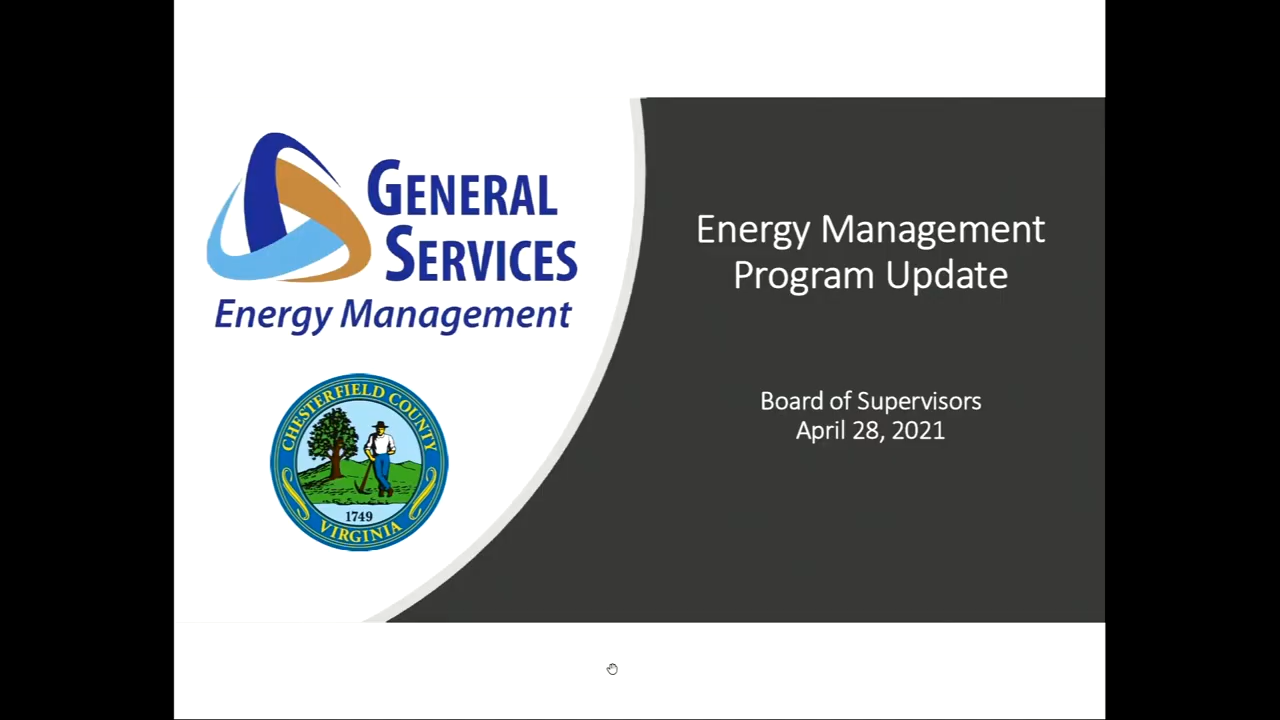 GENERAL
SERVICES
Energy Management
CHESTERFIELD COUNTY
1749
VIRGINIA
Energy Management
Program Update
Board of Supervisors
April 28, 2021